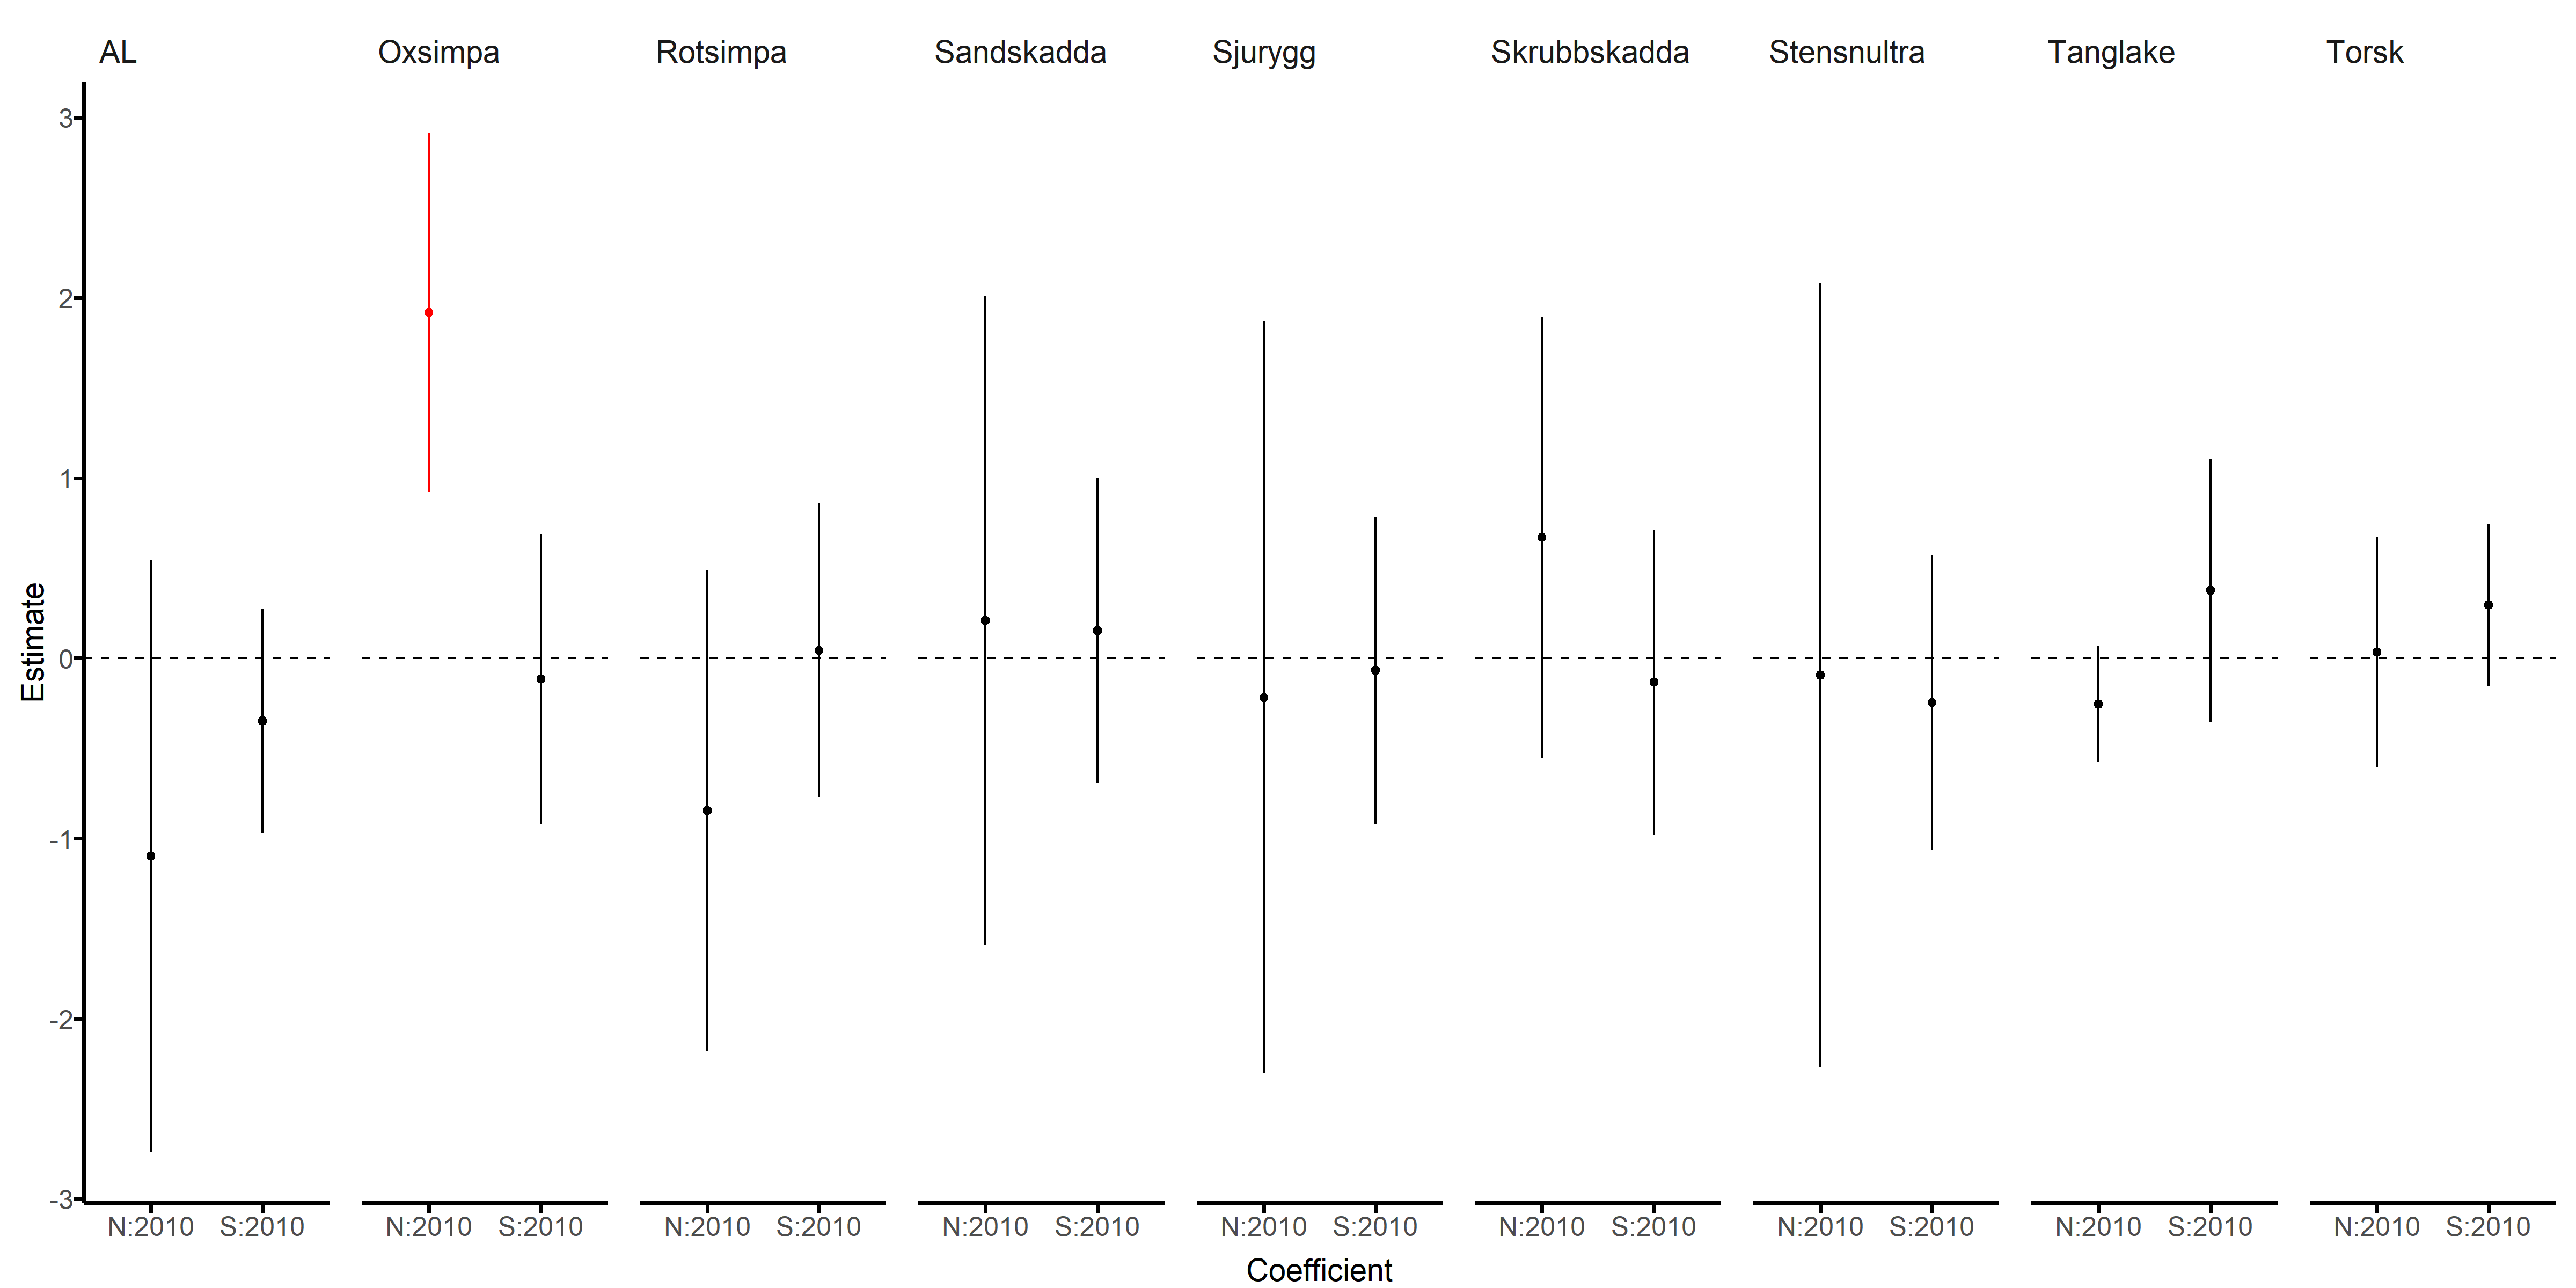 AL Oxsimpa Rotsimpa Sandskadda Sjurygg Skrubbskadda Stensnultra Tanglake Torsk
3
2
1
0
-1
-2
-3
Estimate
N:2010 S:2010 N:2010 S:2010 N:2010 S:2010 N:2010 S:2010 N:2010 S:2010 N:2010 S:2010 N:2010 S:2010 N:2010 S:2010 N:2010 S:2010
Coefficient